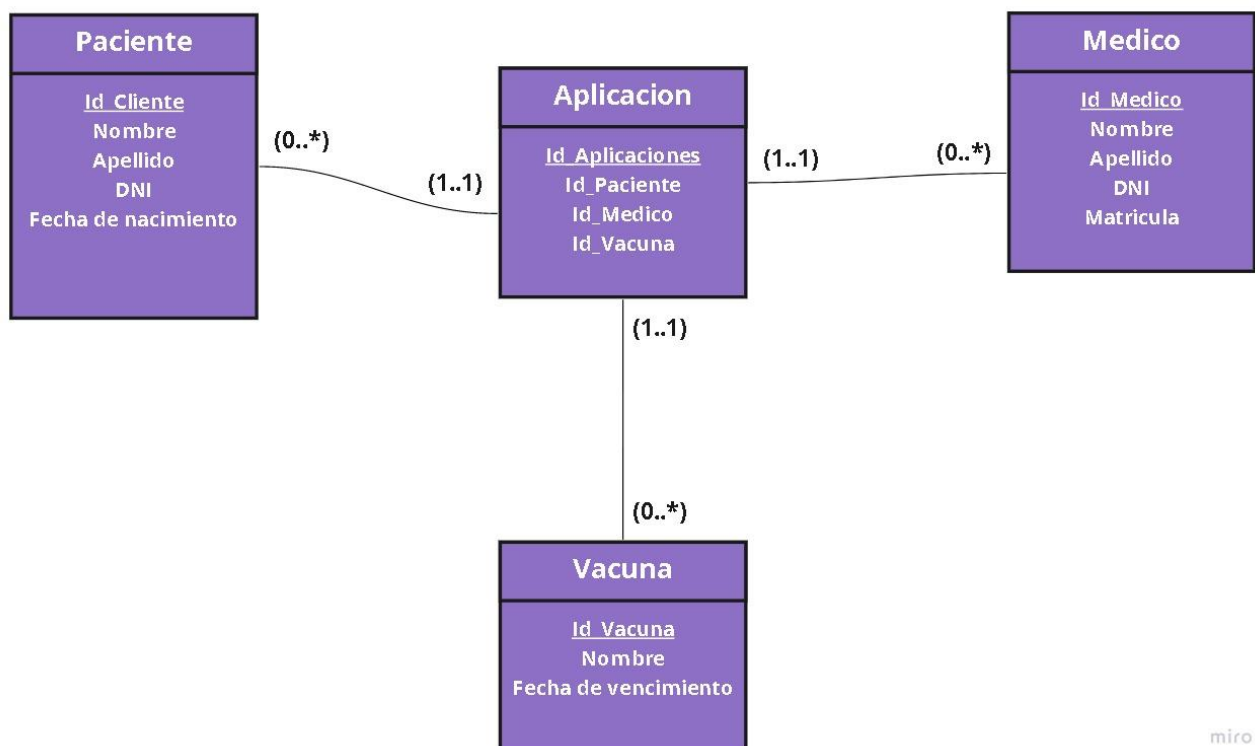 Paciente
Id_Cliente
Nombre
Apellido
DNI
Fecha de nacimiento
(0..*)
(1..1)
Aplicacion
Id_Aplicaciones
Id_Paciente
Id_Medico
Id_Vacuna
(1..1)
(0..*)
Medico
Id_Medico
Nombre
Apellido
DNI
Matricula
(1..1)
(0..*)
Vacuna
Id_Vacuna
Nombre
Fecha de vencimiento
miro